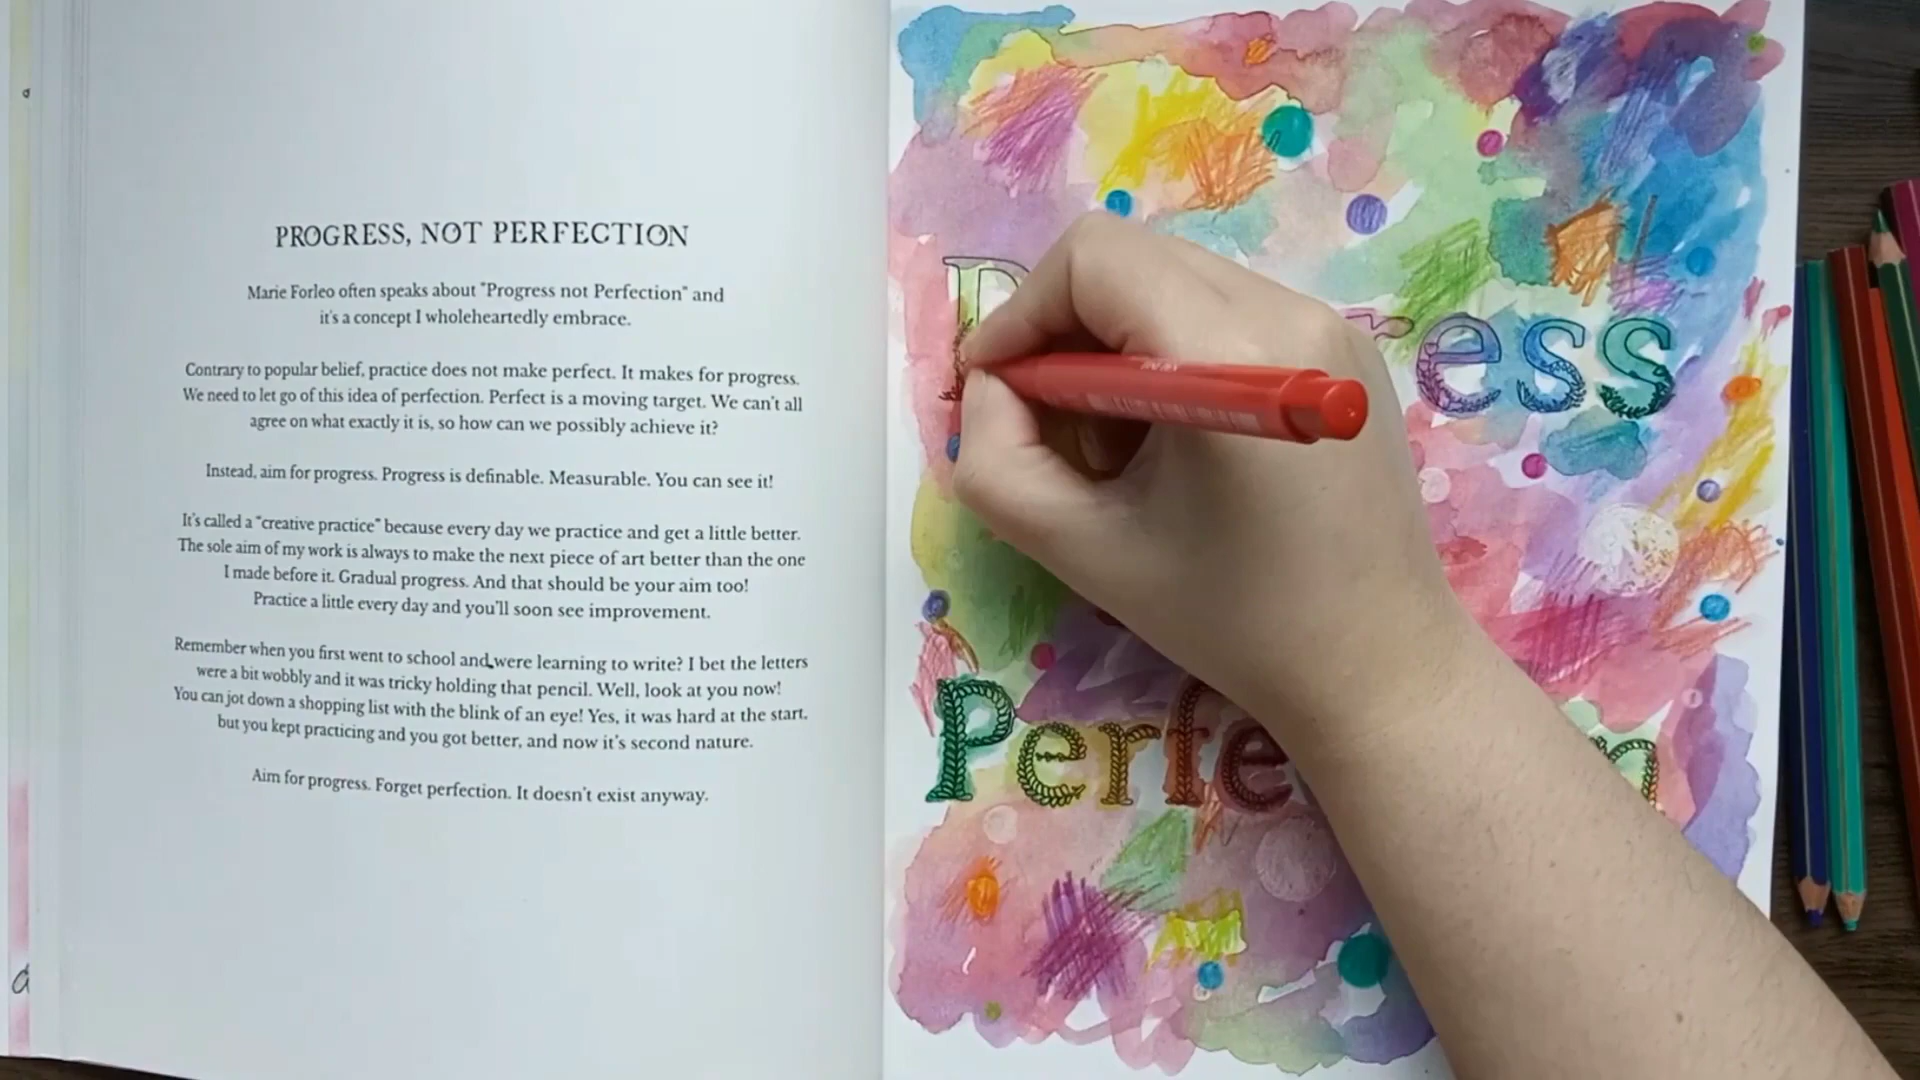 PROGRESS, NOT PERFECTION
Marie Forleo often speaks about "Progress not Perfection" and
it's a concept I wholeheartedly embrace.
Contrary to popular belief, practice does not make perfect. It makes for progress.
We need to let go of this idea of perfection. Perfect is a moving target. We can't all
agree on what exactly it is, so how can we possibly achieve it?
Instead, aim for progress. Progress is definable. Measurable. You can see it!
It's called a "creative practice" because every day we practice and get a little better.
The sole aim of my work is always to make the next piece of art better than the one
I made before it. Gradual progress. And that should be your aim too!
Practice a little every day and you'll soon see improvement.
Remember when you first went to school and were learning to write? I bet the letters
were a bit wobbly and it was tricky holding that pencil. Well, look at you now!
You can jot down a shopping list with the blink of an eye! Yes, it was hard at the start,
but you kept practicing and you got better, and now it's second nature.
Aim for progress. Forget perfection. It doesn't exist anyway.
P ress
Perfe n